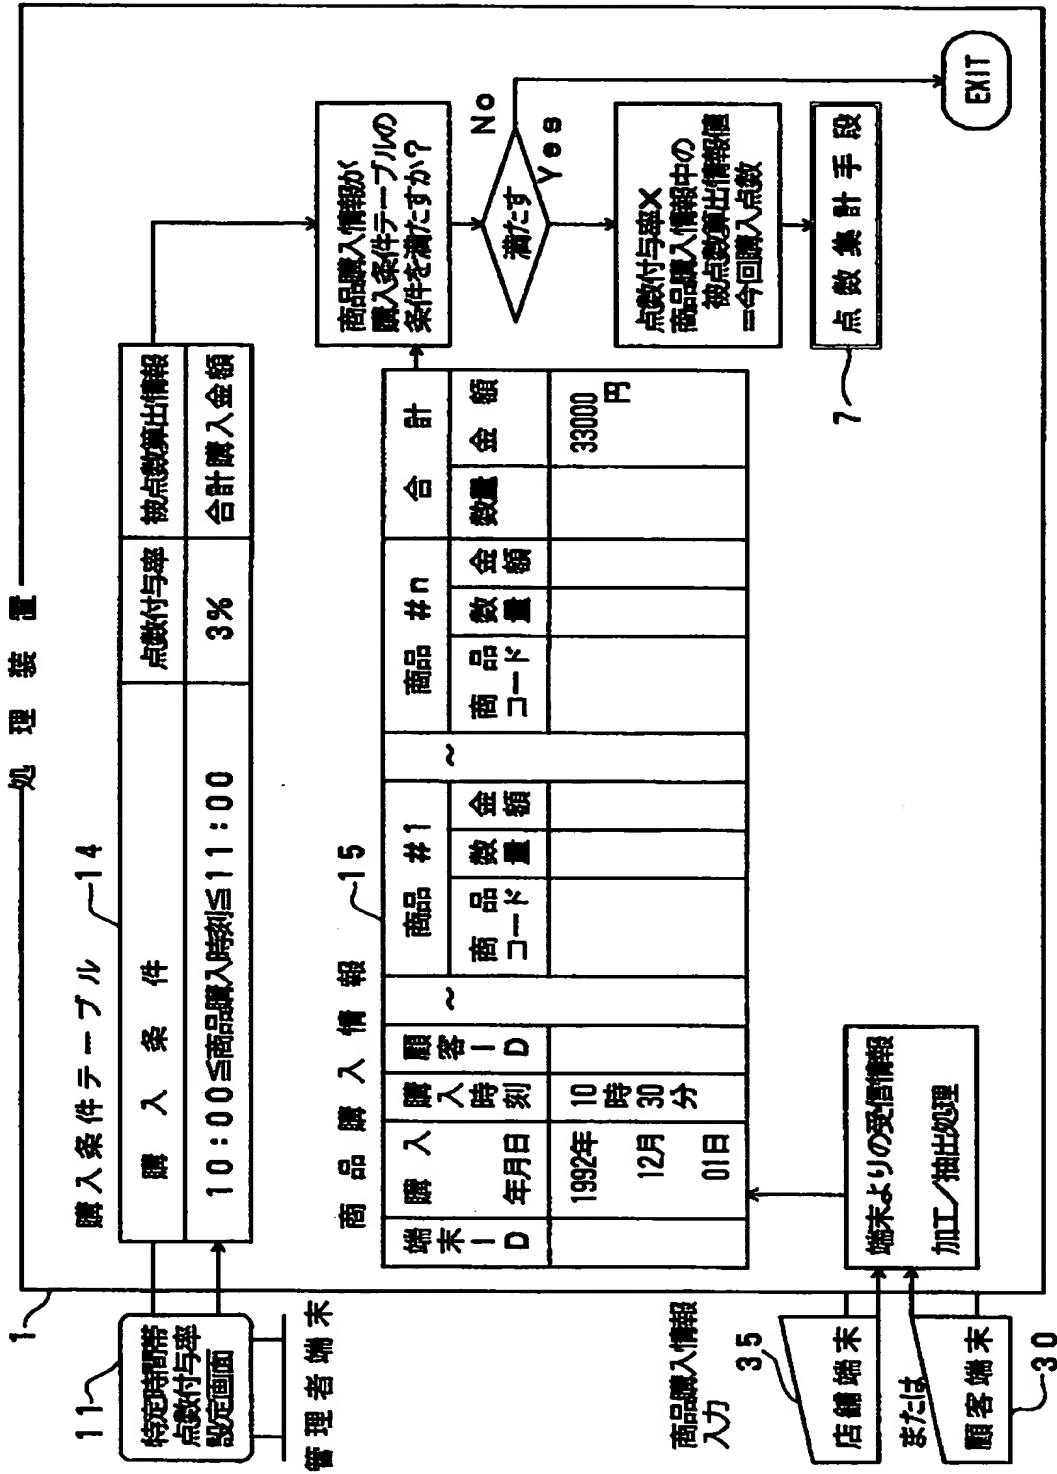 処理装置
1
11
特定時間帯
点数付与率
設定画面
管理者端末
購入条件テーブル
14
購入条件
点数付与率
被点数算出情報
10:00≦商品購入時刻≦11:00
3%
合計購入金額
商品購入情報
15
端末ID
購入
年月日
購入時刻
顧客ID
~
商品 #1
商品
コード
数量
金額
~
商品 #n
商品
コード
数量
金額
合計
数量
金額
1992年
12月
01日
10時
30分
33000
円
商品購入情報が
購入条件テーブルの
条件を満たすか?
満たす
No
Yes
点数付与率×
商品購入情報中の
被点数算出情報値
=今回購入点数
点数集計手段
7
EXIT
商品購入情報
入力
35
店舗端末
または
顧客端末
30
端末よりの受信情報
加工/抽出処理